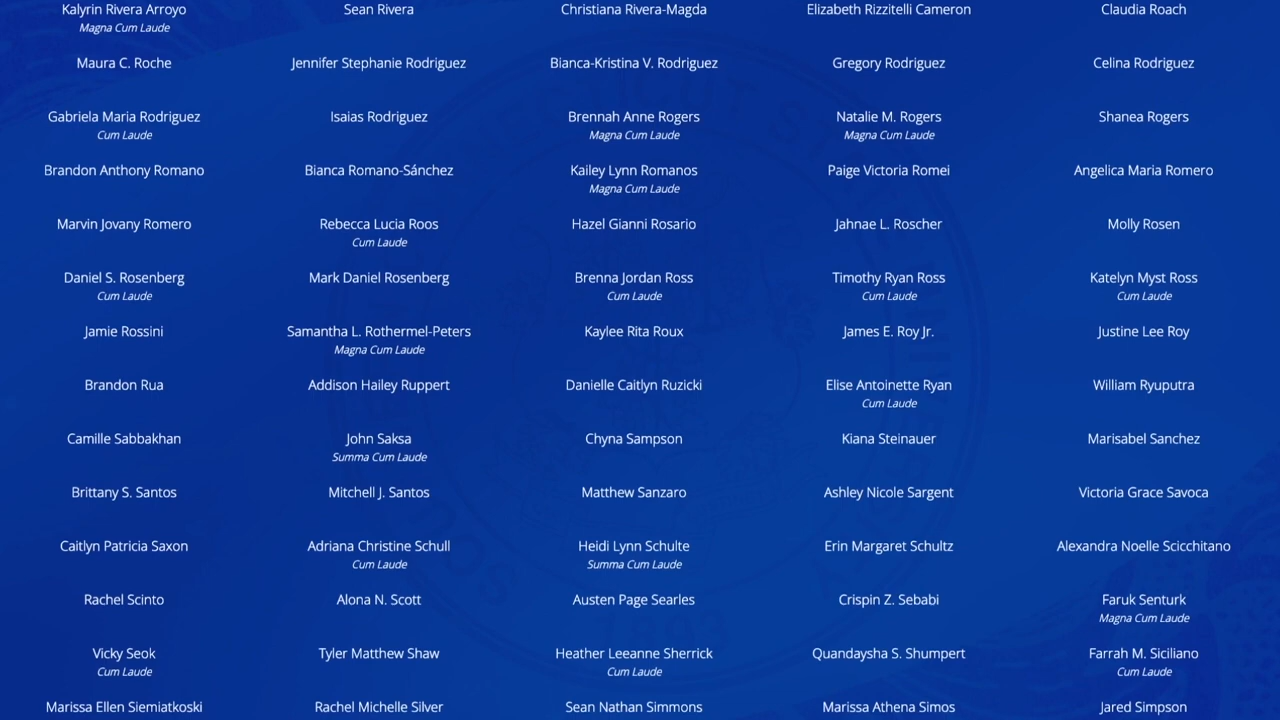 Kalyrin Rivera Arroyo Sean Rivera Christiana Rivera-Magda Elizabeth Rizzitelli Cameron Claudia Roach
Magna Cum Laude
Maura C. Roche Jennifer Stephanie Rodriguez Bianca-Kristina V. Rodriguez Gregory Rodriguez Celina Rodriguez
Gabriela Maria Rodriguez Isaias Rodriguez Brennah Anne Rogers Natalie M. Rogers Shanea Rogers
Cum Laude Magna Cum Laude Magna Cum Laude
Brandon Anthony Romano Bianca Romano-Sánchez Kailey Lynn Romanos Paige Victoria Romei Angelica Maria Romero
Magna Cum Laude
Marvin Jovany Romero Rebecca Lucia Roos Hazel Gianni Rosario Jahnae L. Roscher Molly Rosen
Cum Laude
Daniel S. Rosenberg Mark Daniel Rosenberg Brenna Jordan Ross Timothy Ryan Ross Katelyn Myst Ross
Cum Laude Cum Laude Cum Laude Cum Laude
Jamie Rossini Samantha L. Rothermel-Peters Kaylee Rita Roux James E. Roy Jr. Justine Lee Roy
Magna Cum Laude
Brandon Rua Addison Hailey Ruppert Danielle Caitlyn Ruzicki Elise Antoinette Ryan William Ryuputra
Cum Laude
Camille Sabbakhan John Saksa Chyna Sampson Kiana Steinauer Marisabel Sanchez
Summa Cum Laude
Brittany S. Santos Mitchell J. Santos Matthew Sanzaro Ashley Nicole Sargent Victoria Grace Savoca
Caitlyn Patricia Saxon Adriana Christine Schull Heidi Lynn Schulte Erin Margaret Schultz Alexandra Noelle Scicchitano
Cum Laude Summa Cum Laude
Rachel Scinto Alona N. Scott Austen Page Searles Crispin Z. Sebabi Faruk Senturk
Magna Cum Laude
Vicky Seok Tyler Matthew Shaw Heather Leeanne Sherrick Quandaysha S. Shumpert Farrah M. Siciliano
Cum Laude Cum Laude Cum Laude
Marissa Ellen Siemiatkoski Rachel Michelle Silver Sean Nathan Simmons Marissa Athena Simos Jared Simpson
1893